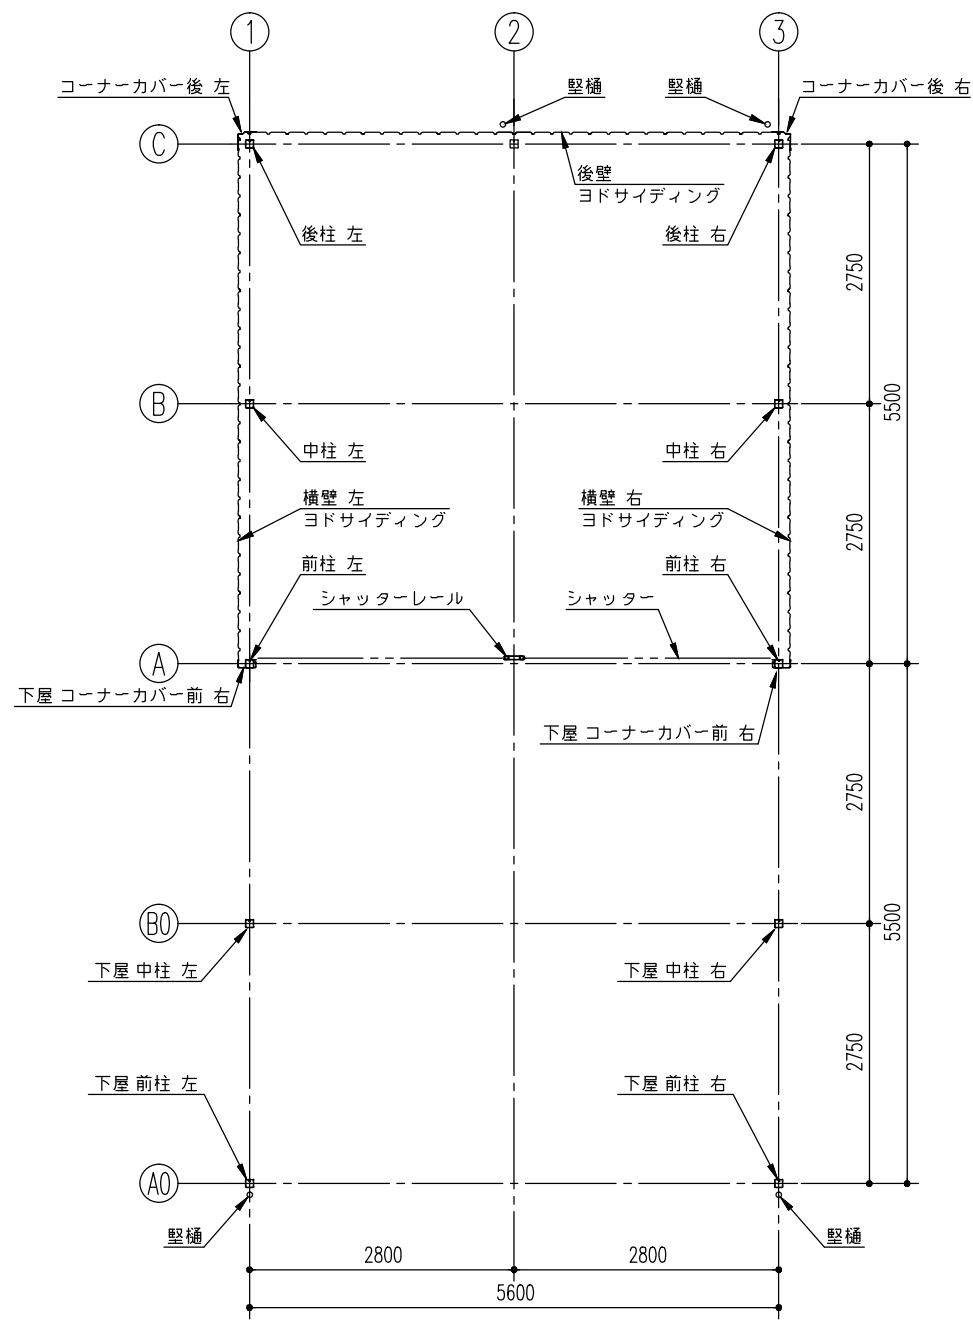 1
2
3
コーナーカバー後 左
堅樋
堅樋
コーナーカバー後 右
C
後壁
ヨドサイディング
後柱 左
後柱 右
2750
B
5500
中柱 左
中柱 右
横壁 左
ヨドサイディング
横壁 右
ヨドサイディング
2750
前柱 左
前柱 右
シャッターレール
シャッター
A
下屋 コーナーカバー前 右
下屋 コーナーカバー前 右
2750
B0
5500
下屋 中柱 左
下屋 中柱 右
2750
下屋 前柱 左
下屋 前柱 右
A0
堅樋
堅樋
2800
2800
5600